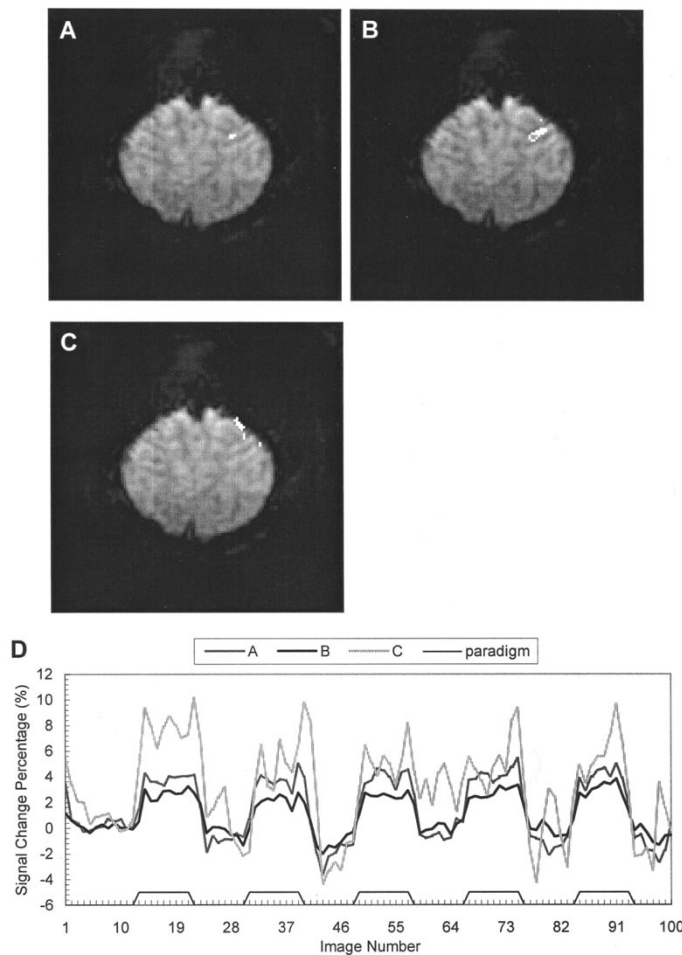 A
B
C
D
A B C paradigm
12
10
8
6
4
2
0
-2
-4
-6
Signal Change Percentage (%)
1 10 19 28 37 46 55 64 73 82 91 100
Image Number